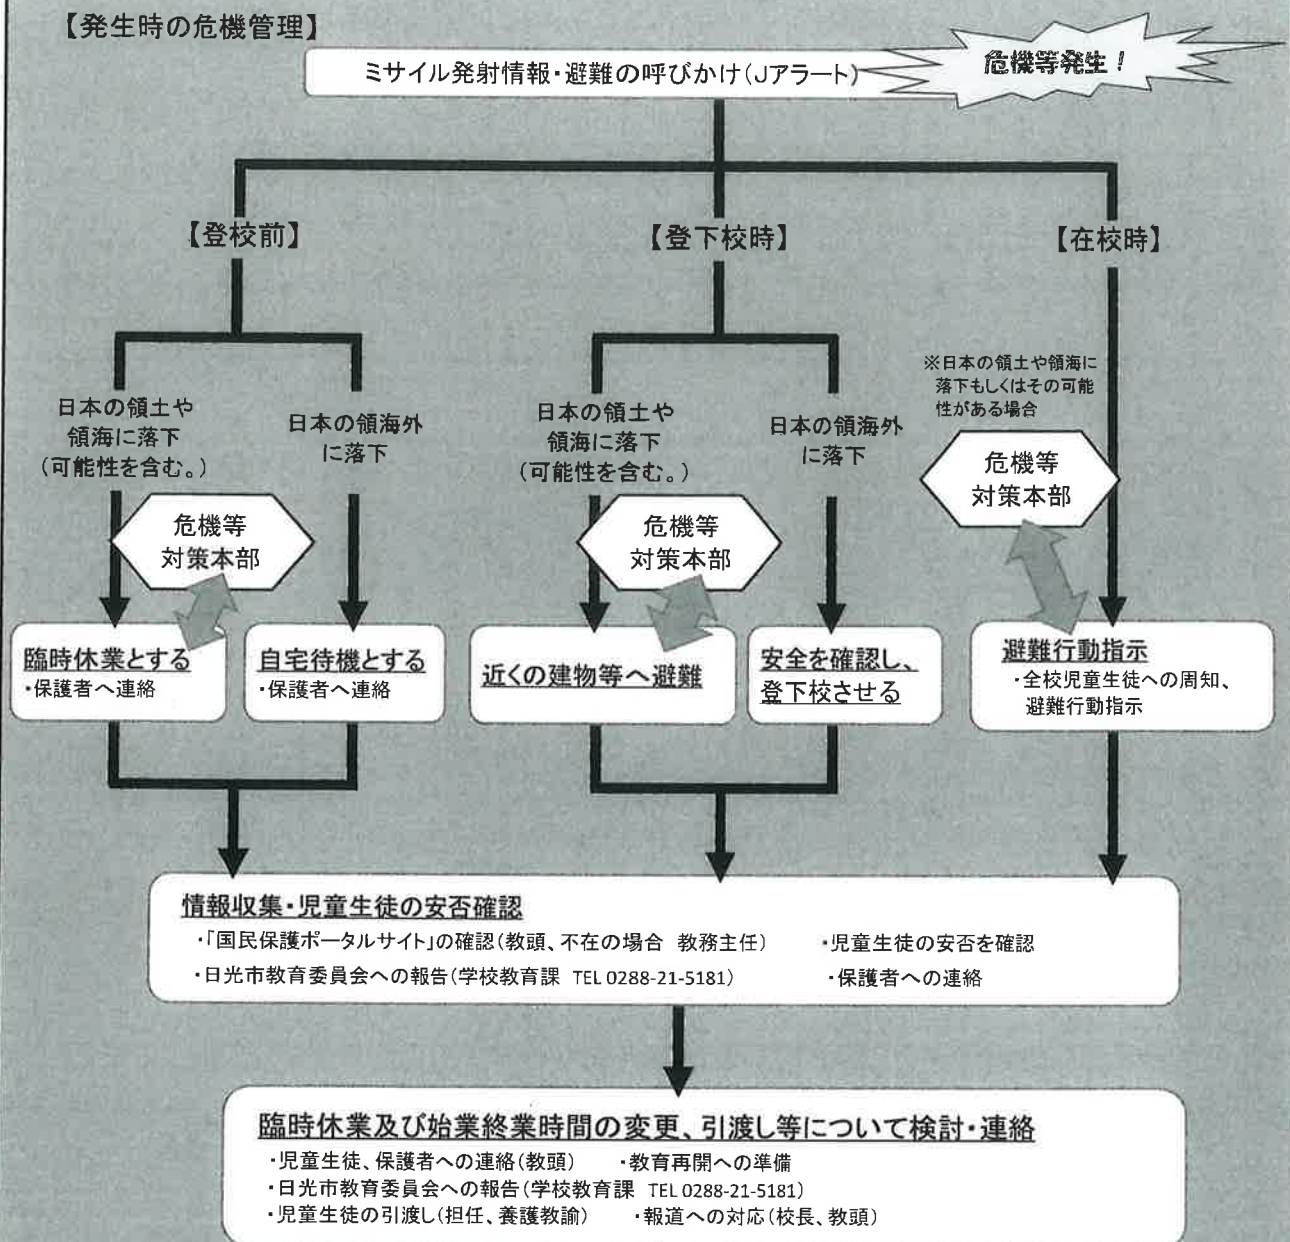 【発生時の危機管理】
危機等発生！
ミサイル発射情報・避難の呼びかけ（Jアラート）
【登校前】
【登下校時】
【在校時】
日本の領土や
領海に落下
（可能性を含む。）
日本の領海外
に落下
日本の領土や
領海に落下
（可能性を含む。）
日本の領海外
に落下
※日本の領土や領海に
落下もしくはその可能
性がある場合
危機等
対策本部
危機等
対策本部
危機等
対策本部
臨時休業とする
・保護者へ連絡
自宅待機とする
・保護者へ連絡
近くの建物等へ避難
安全を確認し、
登下校させる
避難行動指示
・全校児童生徒への周知、
避難行動指示
情報収集・児童生徒の安否確認
・「国民保護ポータルサイト」の確認（教頭、不在の場合 教務主任） ・児童生徒の安否を確認
・日光市教育委員会への報告（学校教育課 TEL 0288-21-5181） ・保護者への連絡
臨時休業及び始業終業時間の変更、引渡し等について検討・連絡
・児童生徒、保護者への連絡（教頭） ・教育再開への準備
・日光市教育委員会への報告（学校教育課 TEL 0288-21-5181）
・児童生徒の引渡し（担任、養護教諭） ・報道への対応（校長、教頭）